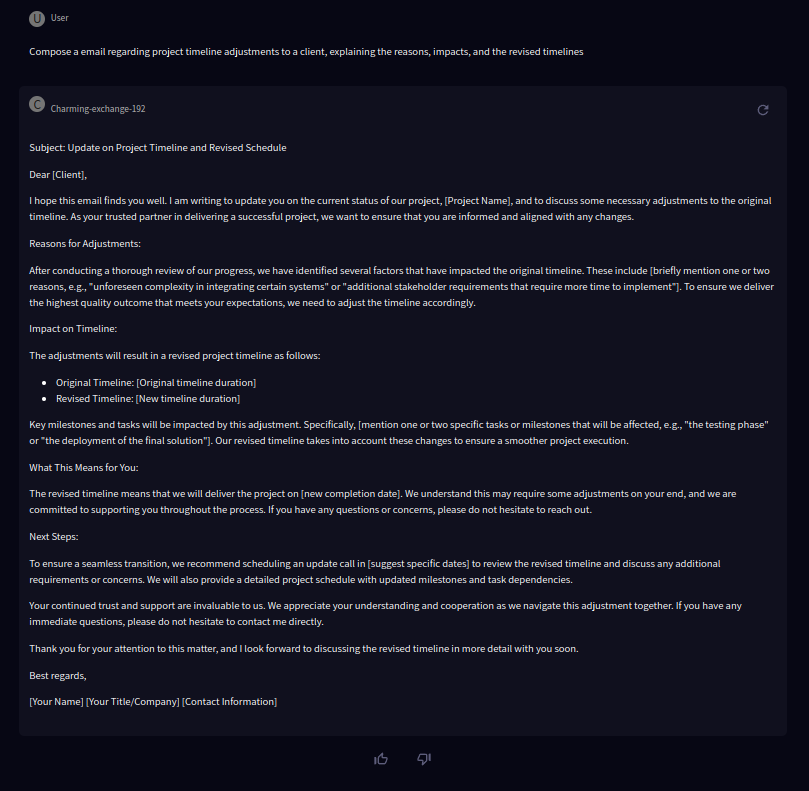 U User
Compose a email regarding project timeline adjustments to a client, explaining the reasons, impacts, and the revised timelines
C Charming-exchange-192
Subject: Update on Project Timeline and Revised Schedule
Dear [Client],
I hope this email finds you well. I am writing to update you on the current status of our project, [Project Name], and to discuss some necessary adjustments to the original
timeline. As your trusted partner in delivering a successful project, we want to ensure that you are informed and aligned with any changes.
Reasons for Adjustments:
After conducting a thorough review of our progress, we have identified several factors that have impacted the original timeline. These include [briefly mention one or two
reasons, e.g., "unforeseen complexity in integrating certain systems" or "additional stakeholder requirements that require more time to implement"]. To ensure we deliver
the highest quality outcome that meets your expectations, we need to adjust the timeline accordingly.
Impact on Timeline:
The adjustments will result in a revised project timeline as follows:
• Original Timeline: [Original timeline duration]
• Revised Timeline: [New timeline duration]
Key milestones and tasks will be impacted by this adjustment. Specifically, [mention one or two specific tasks or milestones that will be affected, e.g., "the testing phase"
or "the deployment of the final solution"]. Our revised timeline takes into account these changes to ensure a smoother project execution.
What This Means for You:
The revised timeline means that we will deliver the project on [new completion date]. We understand this may require some adjustments on your end, and we are
committed to supporting you throughout the process. If you have any questions or concerns, please do not hesitate to reach out.
Next Steps:
To ensure a seamless transition, we recommend scheduling an update call in [suggest specific dates] to review the revised timeline and discuss any additional
requirements or concerns. We will also provide a detailed project schedule with updated milestones and task dependencies.
Your continued trust and support are invaluable to us. We appreciate your understanding and cooperation as we navigate this adjustment together. If you have any
immediate questions, please do not hesitate to contact me directly.
Thank you for your attention to this matter, and I look forward to discussing the revised timeline in more detail with you soon.
Best regards,
[Your Name] [Your Title/Company] [Contact Information]